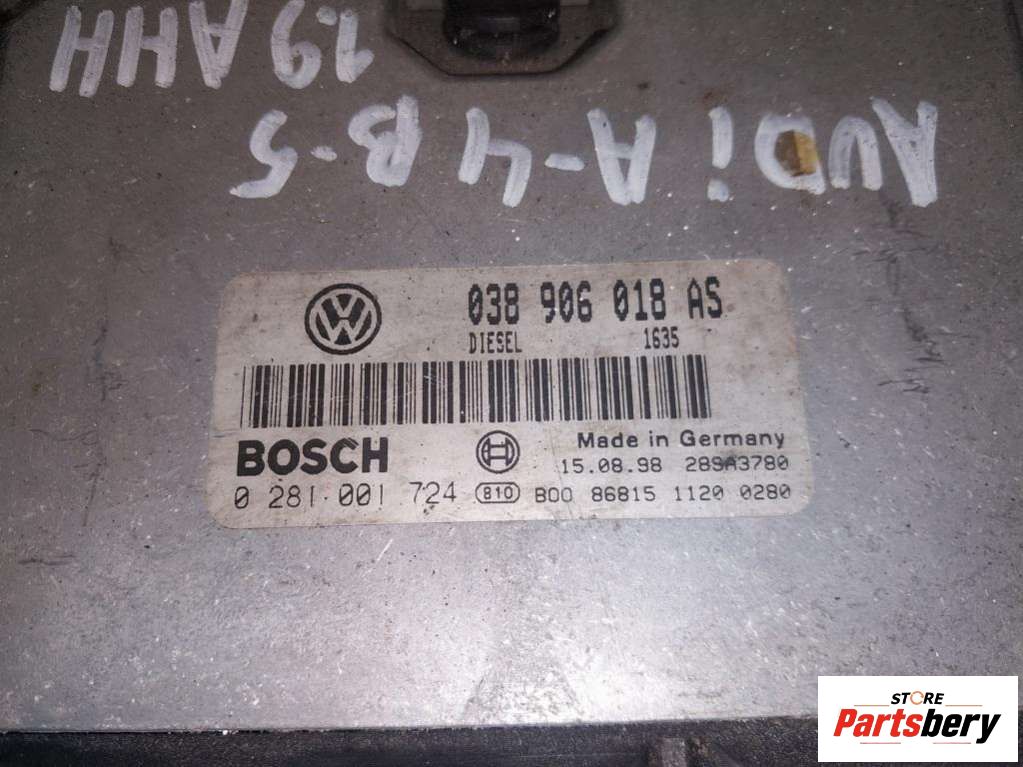 1.9 AHH
AUDi A-4 B-5
038 906 018 AS
DIESEL 1635
BOSCH
Made in Germany
15.08.98 289A3780
0 281 001 724 810 B00 86815 1120 0280
STORE
Partsbery